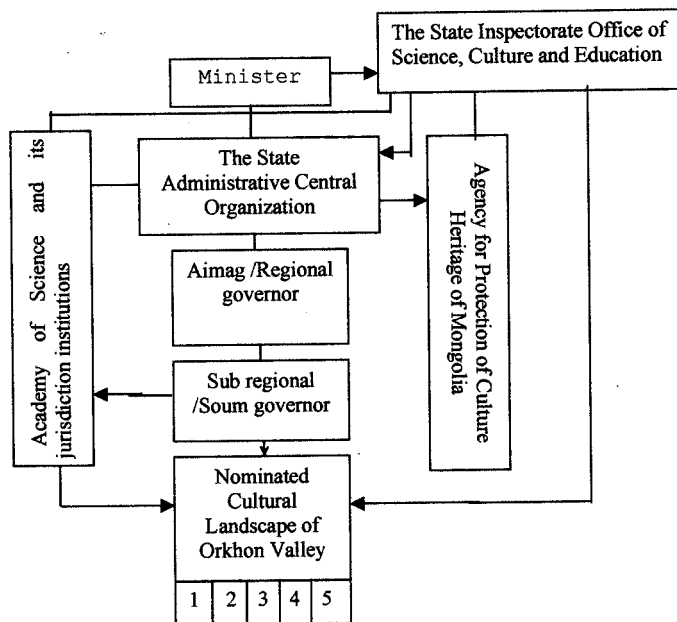 The State Inspectorate Office of
Science, Culture and Education
Minister
The State
Administrative Central
Organization
Academy of Science and its
jurisdiction institutions
Agency for Protection of Culture
Heritage of Mongolia
Aimag /Regional
governor
Sub regional
/Soum governor
Nominated
Cultural
Landscape of
Orkhon Valley
1 2 3 4 5